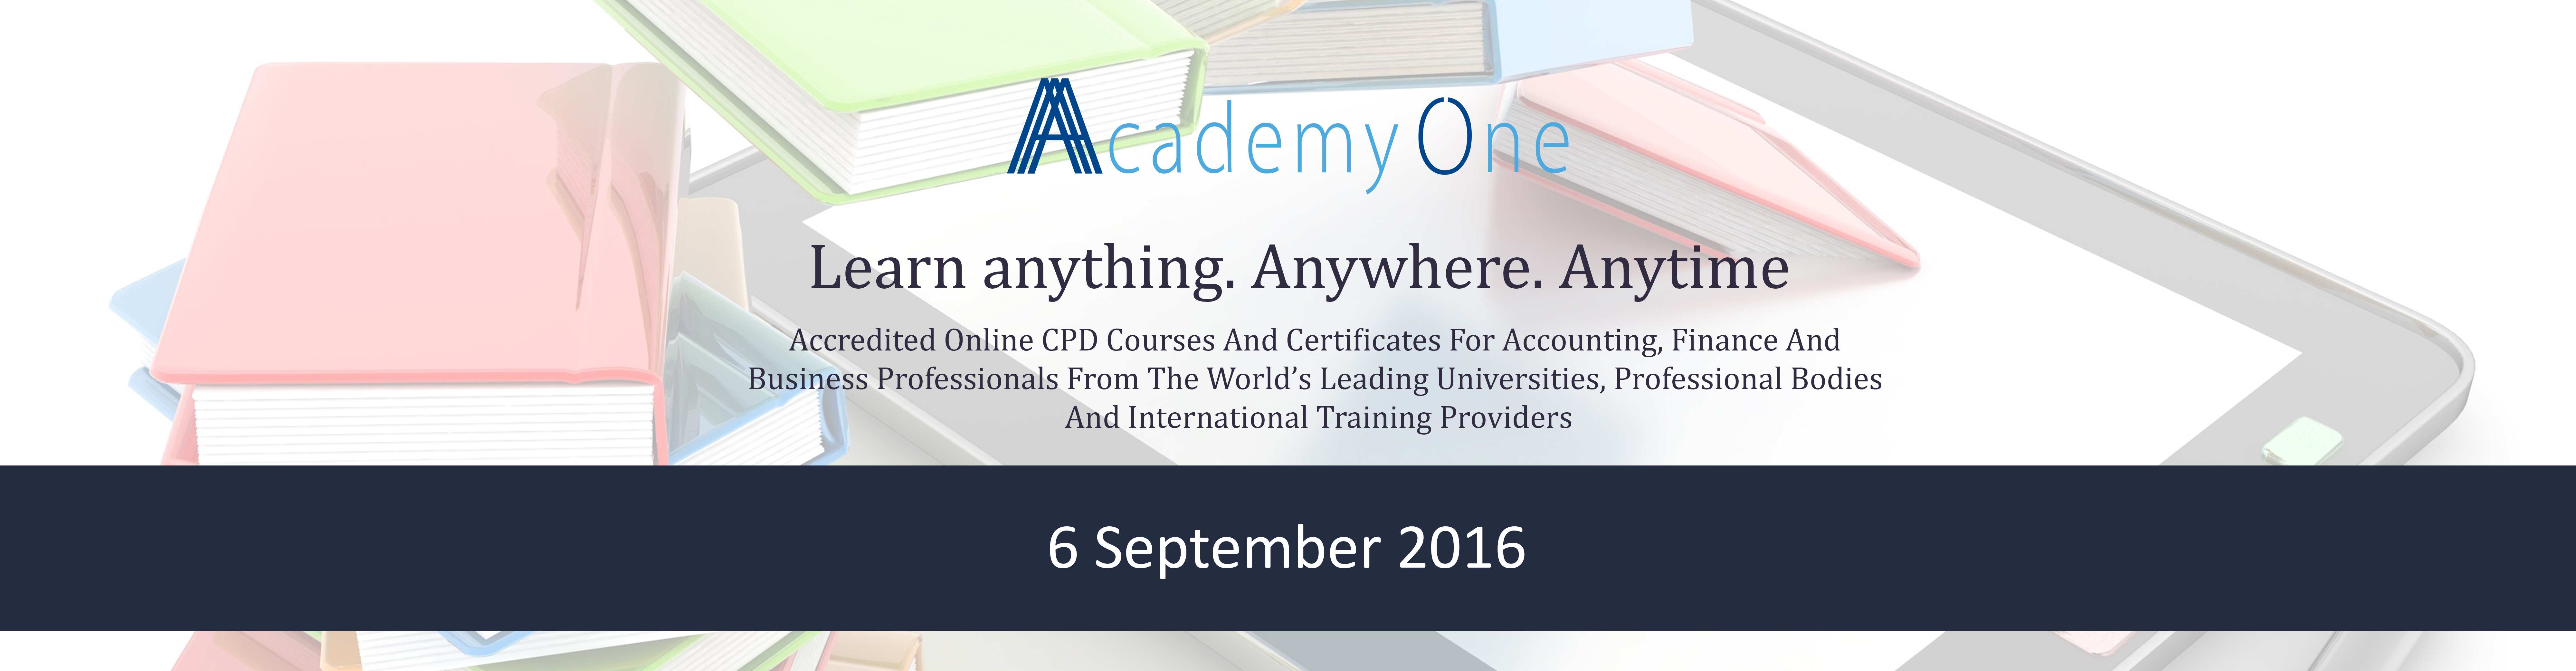 AcademyOne
Learn anything. Anywhere. Anytime
Accredited Online CPD Courses And Certificates For Accounting, Finance And
Business Professionals From The World’s Leading Universities, Professional Bodies
And International Training Providers
6 September 2016